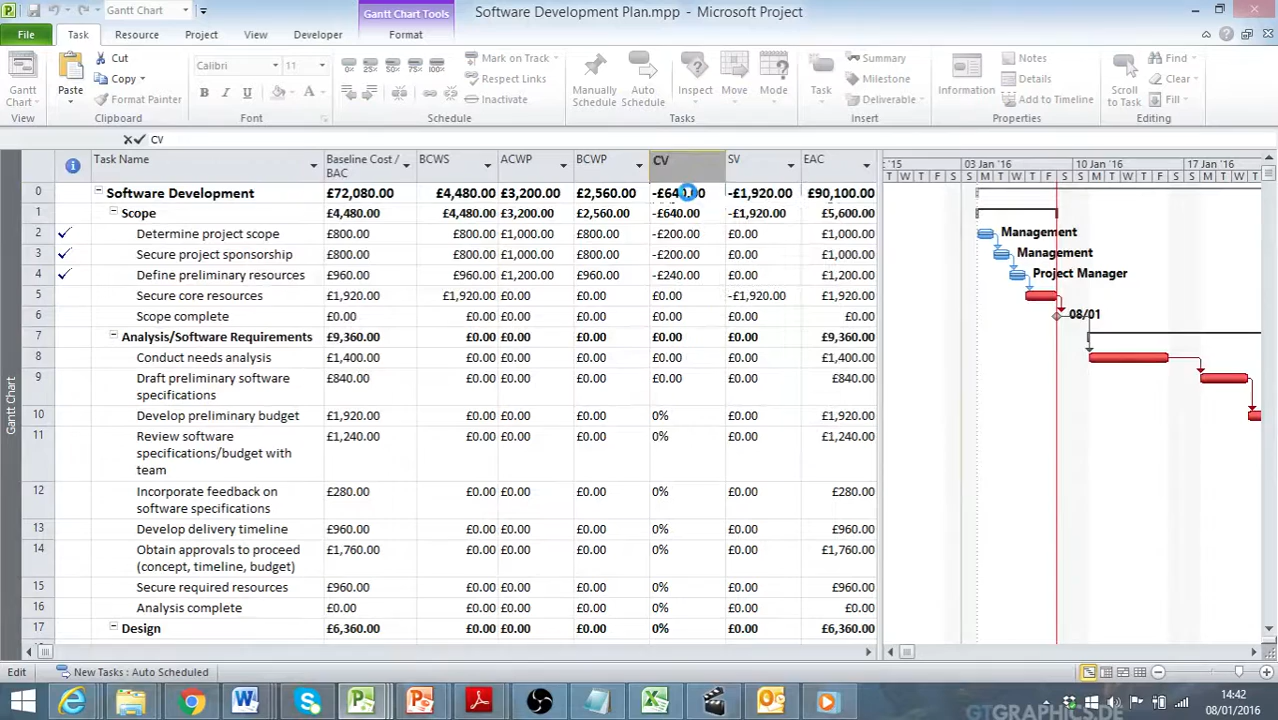 Gantt Chart
Gantt Chart Tools
Software Development Plan.mpp - Microsoft Project
File Task Resource Project View Developer Format
Gantt Chart
View
Paste
Cut
Copy
Format Painter
Clipboard
Calibri 11
B I U A
Font
0% 25% 50% 75% 100%
Mark on Track
Respect Links
Inactivate
Schedule
Manually Schedule
Auto Schedule
Inspect
Move
Mode
Tasks
Task
Summary
Milestone
Deliverable
Insert
Information
Notes
Details
Add to Timeline
Properties
Scroll to Task
Find
Clear
Fill
Editing
CV
Task Name Baseline Cost / BAC BCWS ACWP BCWP CV SV EAC
'15 03 Jan '16 10 Jan '16 17 Jan '16
T W T F S S M T W T F S S M T W T F S S M T W T
0 Software Development £72,080.00 £4,480.00 £3,200.00 £2,560.00 -£640.00 -£1,920.00 £90,100.00
1 Scope £4,480.00 £4,480.00 £3,200.00 £2,560.00 -£640.00 -£1,920.00 £5,600.00
2 Determine project scope £800.00 £800.00 £1,000.00 £800.00 -£200.00 £0.00 £1,000.00 Management
3 Secure project sponsorship £800.00 £800.00 £1,000.00 £800.00 -£200.00 £0.00 £1,000.00 Management
4 Define preliminary resources £960.00 £960.00 £1,200.00 £960.00 -£240.00 £0.00 £1,200.00 Project Manager
5 Secure core resources £1,920.00 £1,920.00 £0.00 £0.00 £0.00 -£1,920.00 £1,920.00
6 Scope complete £0.00 £0.00 £0.00 £0.00 £0.00 £0.00 £0.00 08/01
7 Analysis/Software Requirements £9,360.00 £0.00 £0.00 £0.00 £0.00 £0.00 £9,360.00
8 Conduct needs analysis £1,400.00 £0.00 £0.00 £0.00 £0.00 £0.00 £1,400.00
9 Draft preliminary software £840.00 £0.00 £0.00 £0.00 £0.00 £0.00 £840.00
specifications
10 Develop preliminary budget £1,920.00 £0.00 £0.00 £0.00 0% £0.00 £1,920.00
11 Review software £1,240.00 £0.00 £0.00 £0.00 0% £0.00 £1,240.00
specifications/budget with
team
12 Incorporate feedback on £280.00 £0.00 £0.00 £0.00 0% £0.00 £280.00
software specifications
13 Develop delivery timeline £960.00 £0.00 £0.00 £0.00 0% £0.00 £960.00
14 Obtain approvals to proceed £1,760.00 £0.00 £0.00 £0.00 0% £0.00 £1,760.00
(concept, timeline, budget)
15 Secure required resources £960.00 £0.00 £0.00 £0.00 0% £0.00 £960.00
16 Analysis complete £0.00 £0.00 £0.00 £0.00 0% £0.00 £0.00
17 Design £6,360.00 £0.00 £0.00 £0.00 0% £0.00 £6,360.00
Gantt Chart
Edit New Tasks : Auto Scheduled
14:42
08/01/2016
GTGRAPHICS.DE